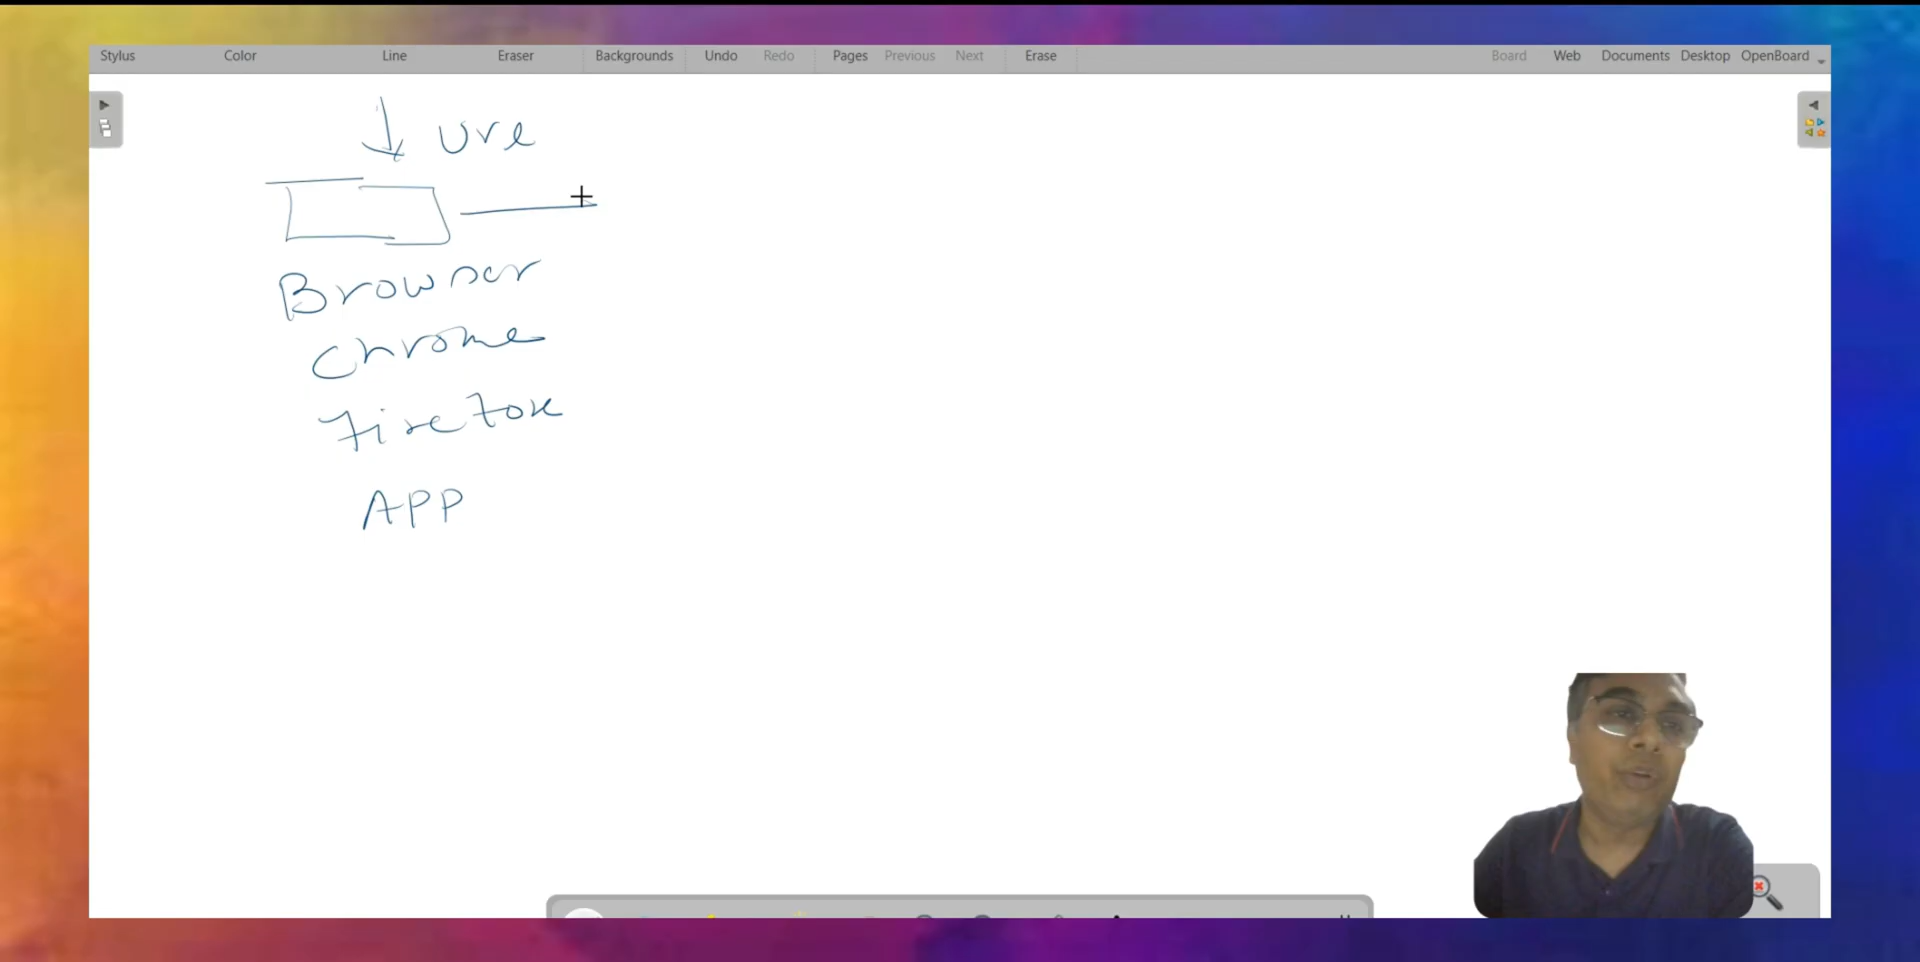 Stylus Color Line Eraser Backgrounds Undo Redo Pages Previous Next Erase Board Web Documents Desktop OpenBoard
URL
Browser
Chrome
Firefox
APP